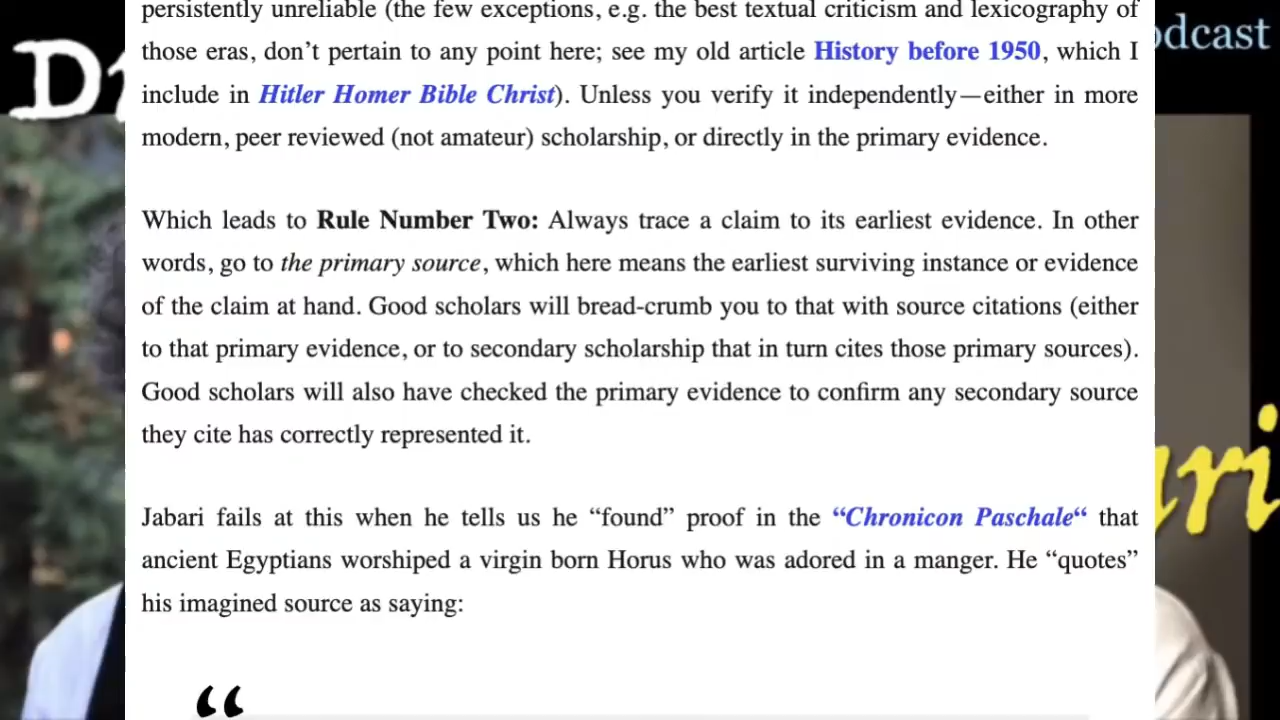 persistently unreliable (the few exceptions, e.g. the best textual criticism and lexicography of
those eras, don’t pertain to any point here; see my old article History before 1950, which I
include in Hitler Homer Bible Christ). Unless you verify it independently—either in more
modern, peer reviewed (not amateur) scholarship, or directly in the primary evidence.
Which leads to Rule Number Two: Always trace a claim to its earliest evidence. In other
words, go to the primary source, which here means the earliest surviving instance or evidence
of the claim at hand. Good scholars will bread-crumb you to that with source citations (either
to that primary evidence, or to secondary scholarship that in turn cites those primary sources).
Good scholars will also have checked the primary evidence to confirm any secondary source
they cite has correctly represented it.
Jabari fails at this when he tells us he “found” proof in the “Chronicon Paschale“ that
ancient Egyptians worshiped a virgin born Horus who was adored in a manger. He “quotes”
his imagined source as saying:
“